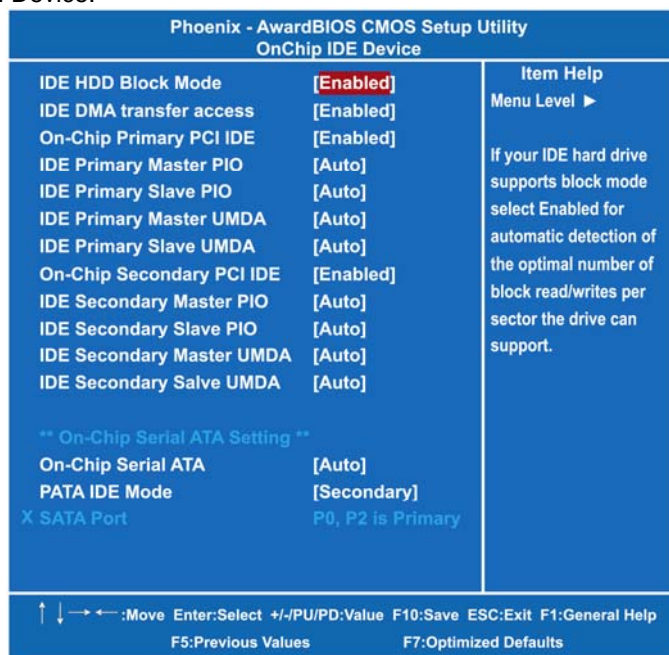 Phoenix - AwardBIOS CMOS Setup Utility
OnChip IDE Device
IDE HDD Block Mode [Enabled]
IDE DMA transfer access [Enabled]
On-Chip Primary PCI IDE [Enabled]
IDE Primary Master PIO [Auto]
IDE Primary Slave PIO [Auto]
IDE Primary Master UMDA [Auto]
IDE Primary Slave UMDA [Auto]
On-Chip Secondary PCI IDE [Enabled]
IDE Secondary Master PIO [Auto]
IDE Secondary Slave PIO [Auto]
IDE Secondary Master UMDA [Auto]
IDE Secondary Salve UMDA [Auto]
** On-Chip Serial ATA Setting **
On-Chip Serial ATA [Auto]
PATA IDE Mode [Secondary]
X SATA Port P0, P2 is Primary
Item Help
Menu Level ►
If your IDE hard drive
supports block mode
select Enabled for
automatic detection of
the optimal number of
block read/writes per
sector the drive can
support.
↑ ↓ → ← :Move Enter:Select +/-/PU/PD:Value F10:Save ESC:Exit F1:General Help
F5:Previous Values F7:Optimized Defaults